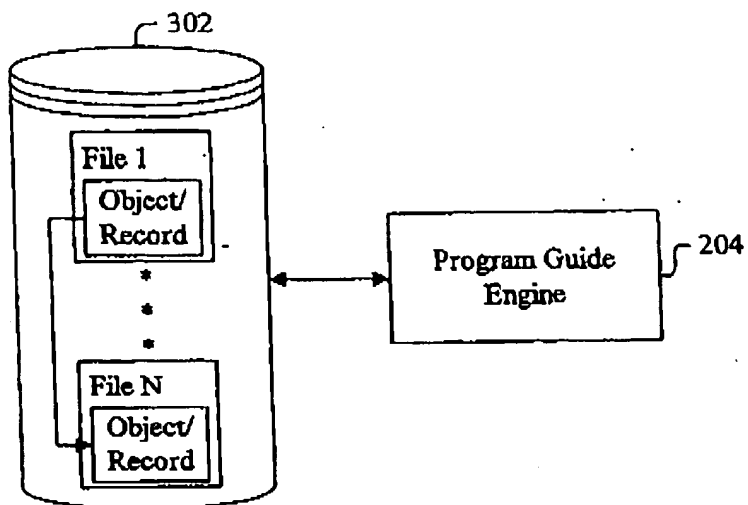 302
File 1
Object/
Record
*
*
*
File N
Object/
Record
Program Guide
Engine
204